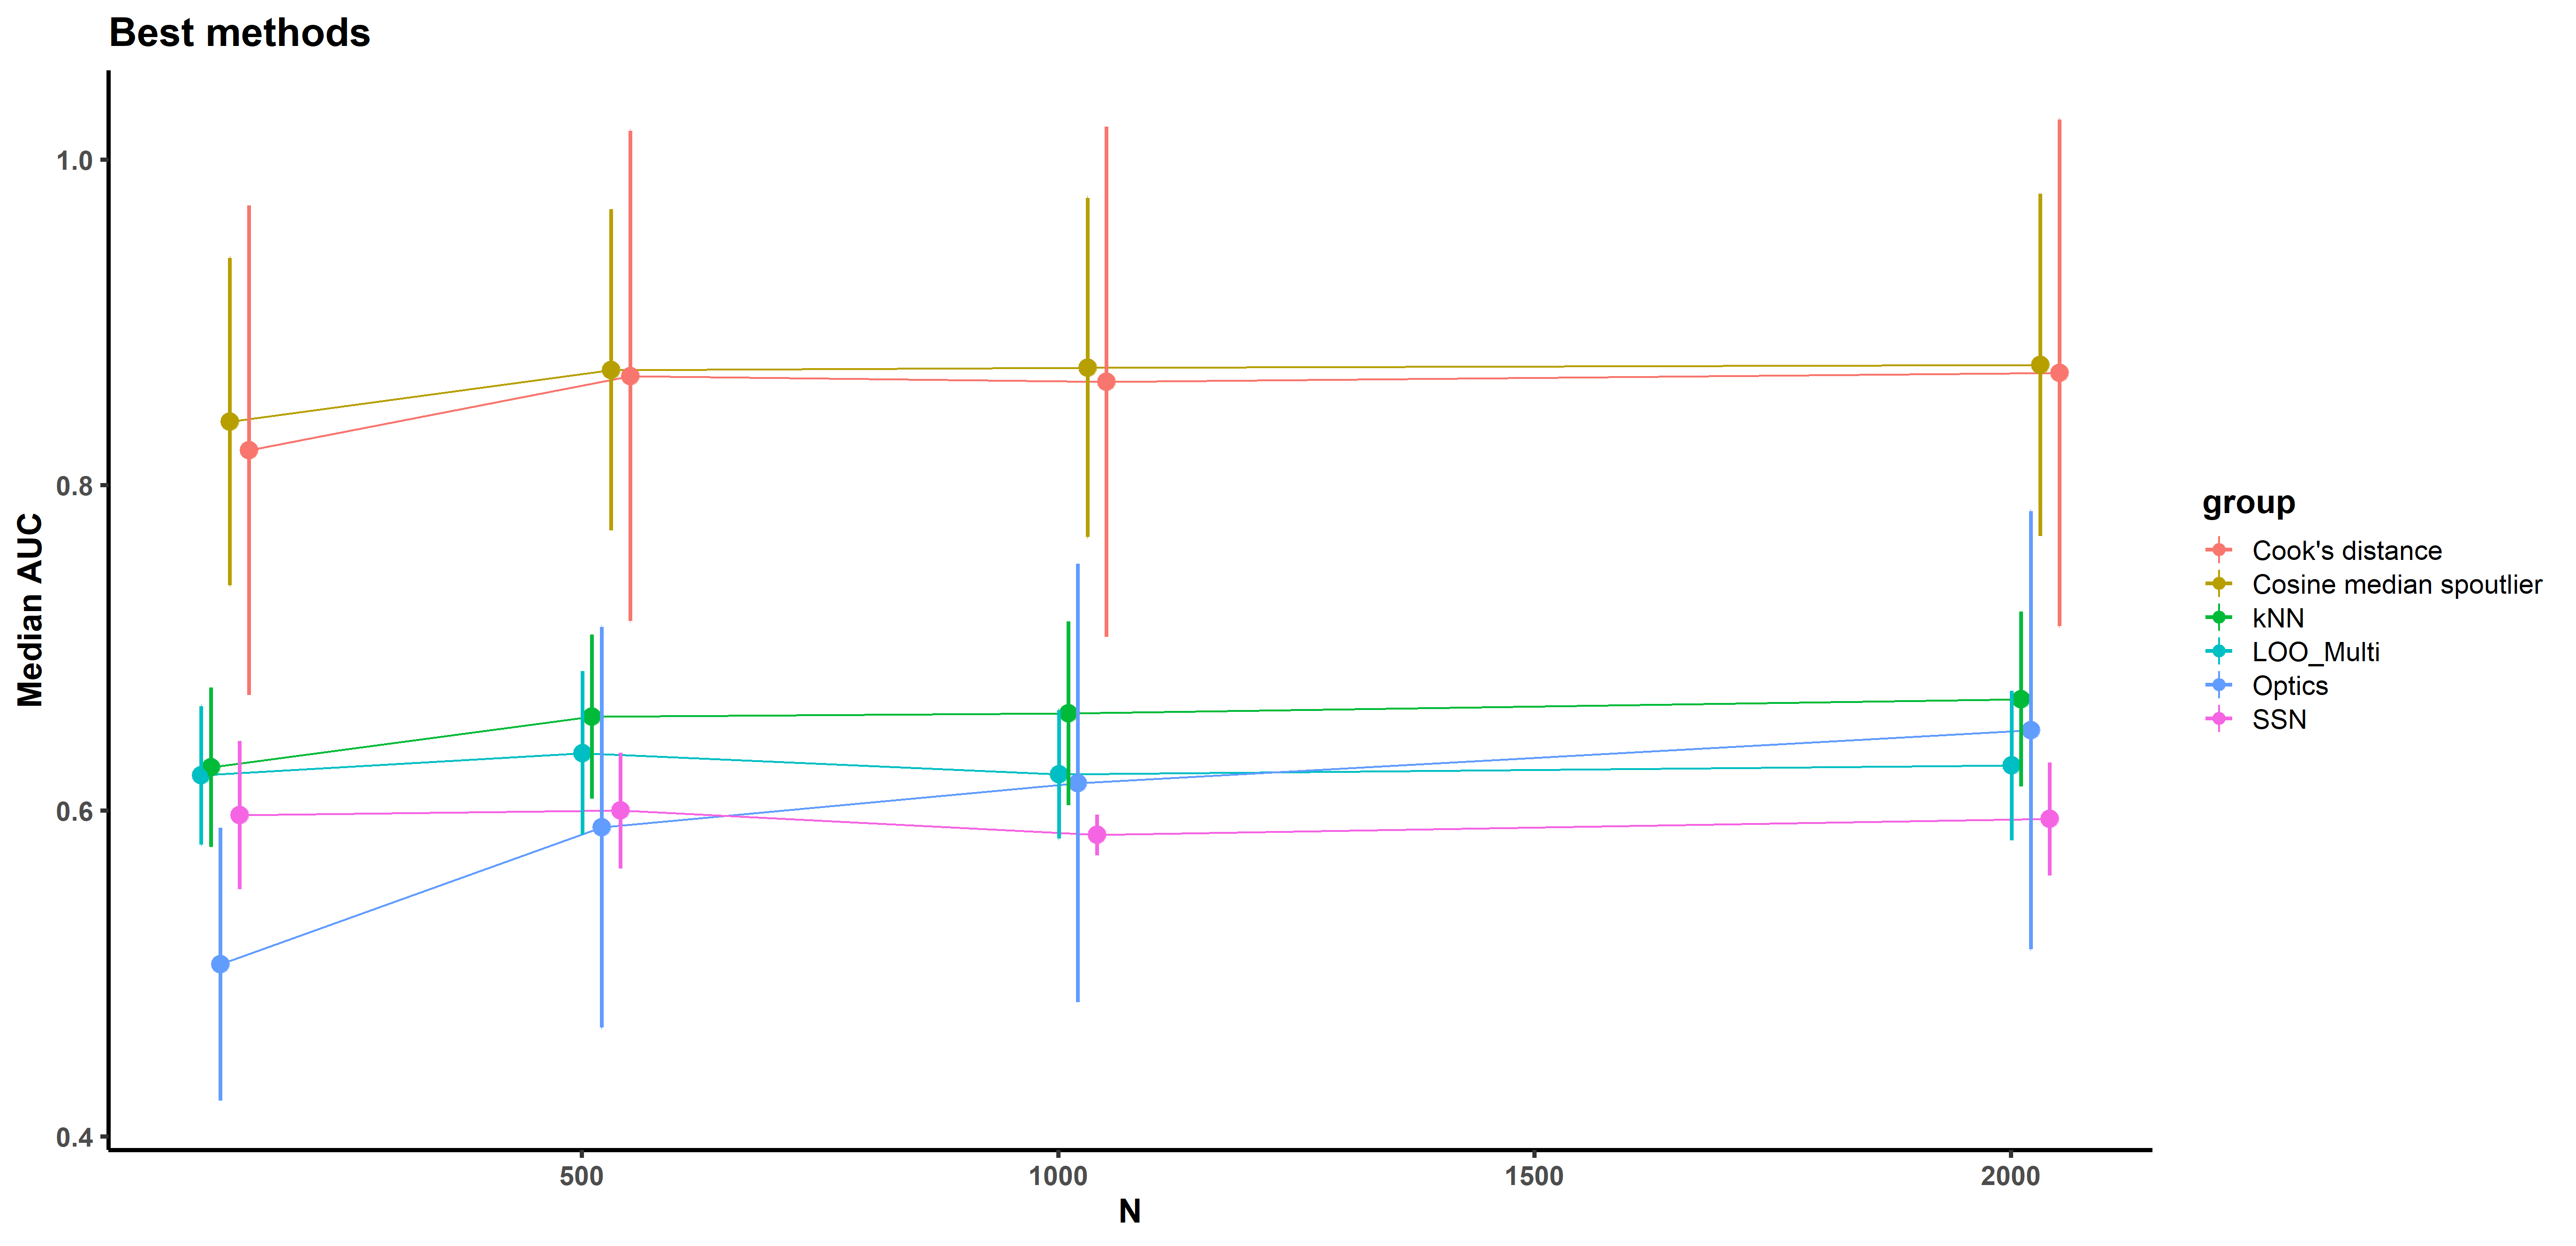 Best methods
Median AUC
1.0
0.8
0.6
0.4
500
1000
1500
2000
N
group
Cook's distance
Cosine median spoutlier
kNN
LOO_Multi
Optics
SSN